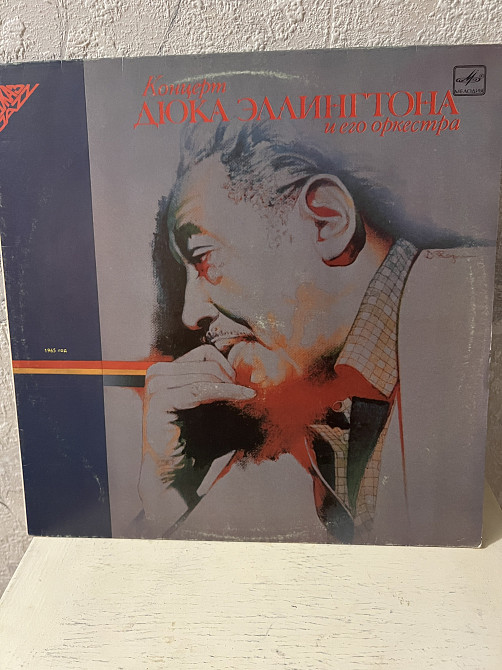 Концерт
ДЮКА ЭЛЛИНГТОНА
и его оркестра
1965 год